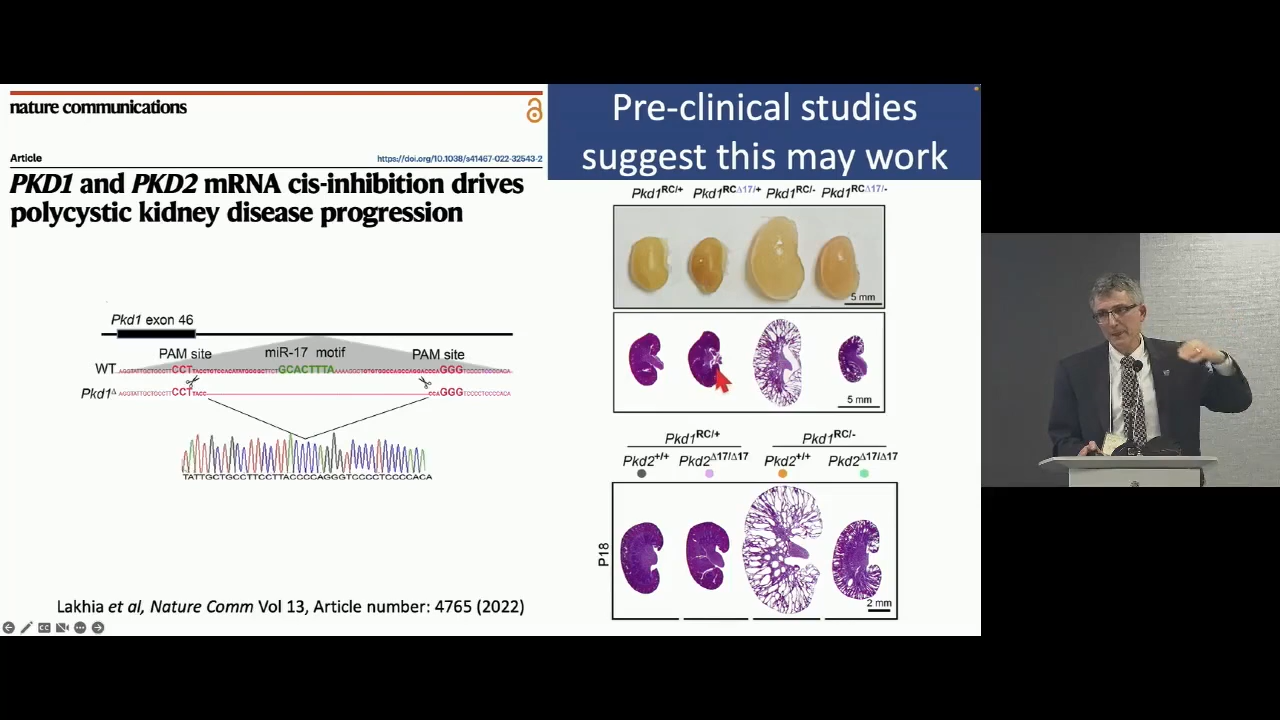 nature communications
Article
https://doi.org/10.1038/s41467-022-32543-2
PKD1 and PKD2 mRNA cis-inhibition drives
polycystic kidney disease progression
Pkd1 exon 46
PAM site
miR-17 motif
PAM site
WT
CCT
GCACTTTA
GGG
Pkd1Δ
CCT
GGG
TATTGCTGCCTTCCTTACCCCAGGGTCCCCTCCCCACA
Lakhia et al, Nature Comm Vol 13, Article number: 4765 (2022)
CC
Pre-clinical studies
suggest this may work
Pkd1RC/+ Pkd1RCΔ17/+ Pkd1RC/- Pkd1RCΔ17/-
5 mm
5 mm
Pkd1RC/+ Pkd1RC/-
Pkd2+/+ Pkd2Δ17/Δ17 Pkd2+/+ Pkd2Δ17/Δ17
P18
2 mm